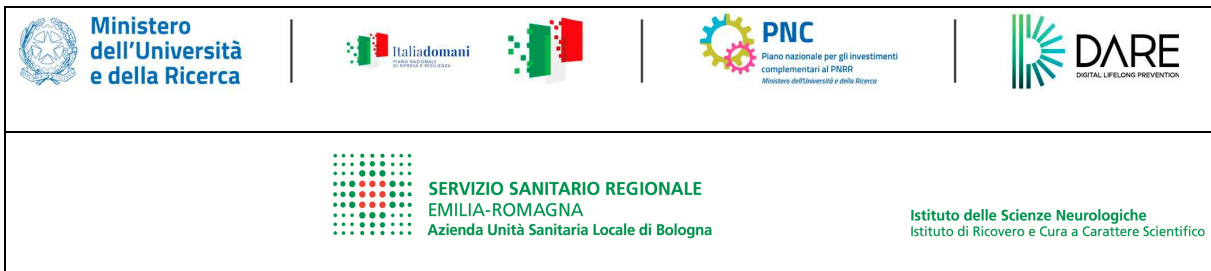 Ministero
dell'Università
e della Ricerca
Italiadomani
PIANO NAZIONALE
DI RIPRESA E RESILIENZA
PNC
Piano nazionale per gli investimenti
complementari al PNRR
Ministero dell'Università e della Ricerca
DARE
DIGITAL LIFELONG PREVENTION
SERVIZIO SANITARIO REGIONALE
EMILIA-ROMAGNA
Azienda Unità Sanitaria Locale di Bologna
Istituto delle Scienze Neurologiche
Istituto di Ricovero e Cura a Carattere Scientifico